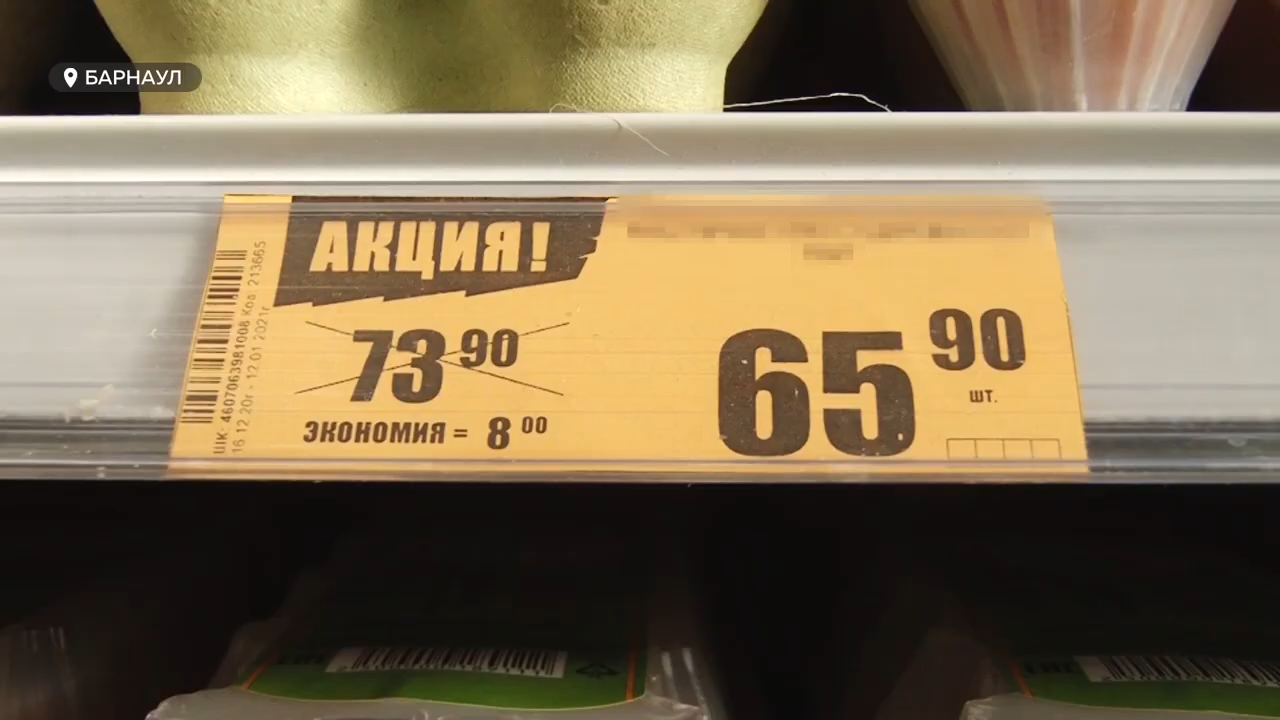 БАРНАУЛ
АКЦИЯ!
73 90
ЭКОНОМИЯ = 8 00
65 90
шт.
ШК: 4607063981008 Код: 213665
16.12.20г - 12.01.2021г